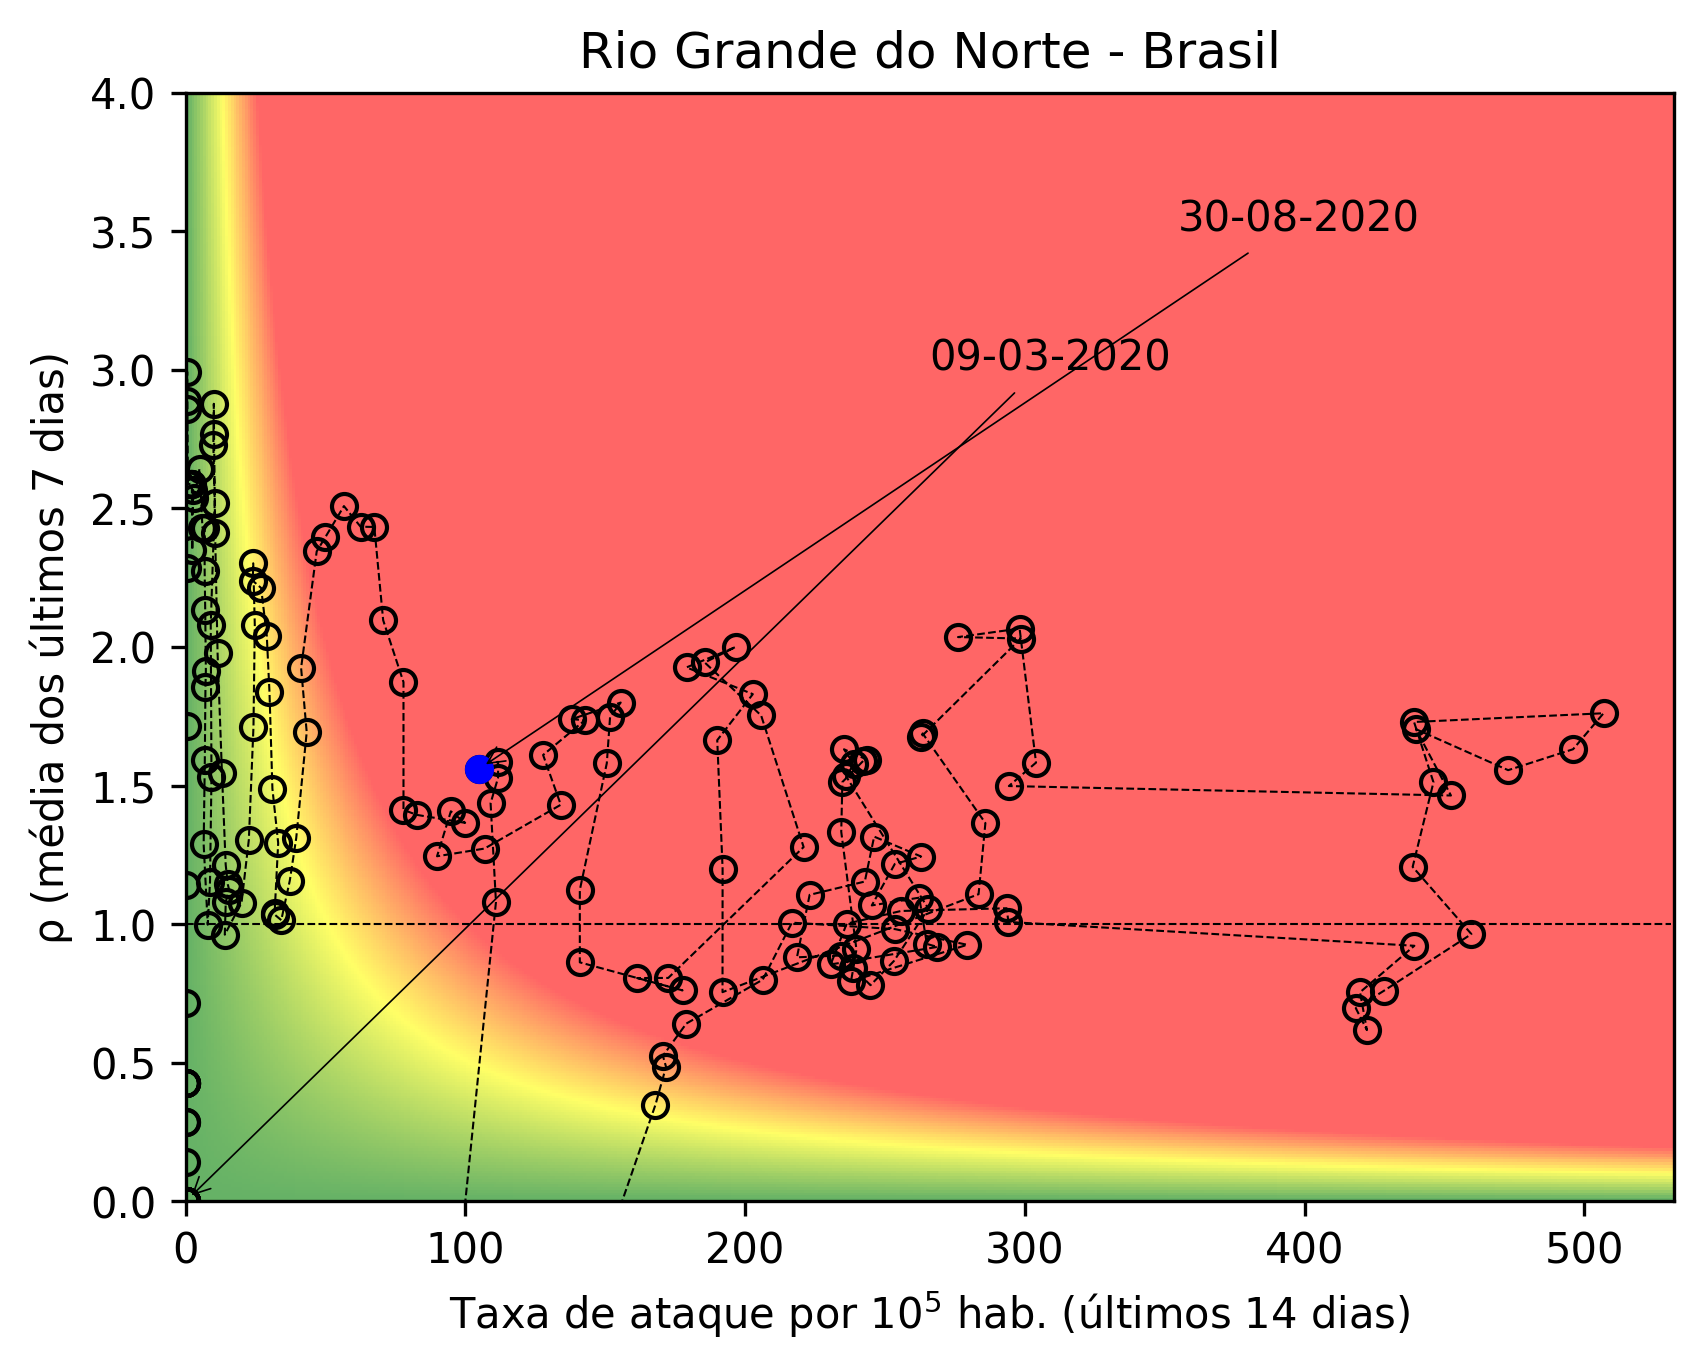 Rio Grande do Norte - Brasil
4.0
3.5
3.0
2.5
2.0
1.5
1.0
0.5
0.0
ρ (média dos últimos 7 dias)
30-08-2020
09-03-2020
0 100 200 300 400 500
Taxa de ataque por 10⁵ hab. (últimos 14 dias)